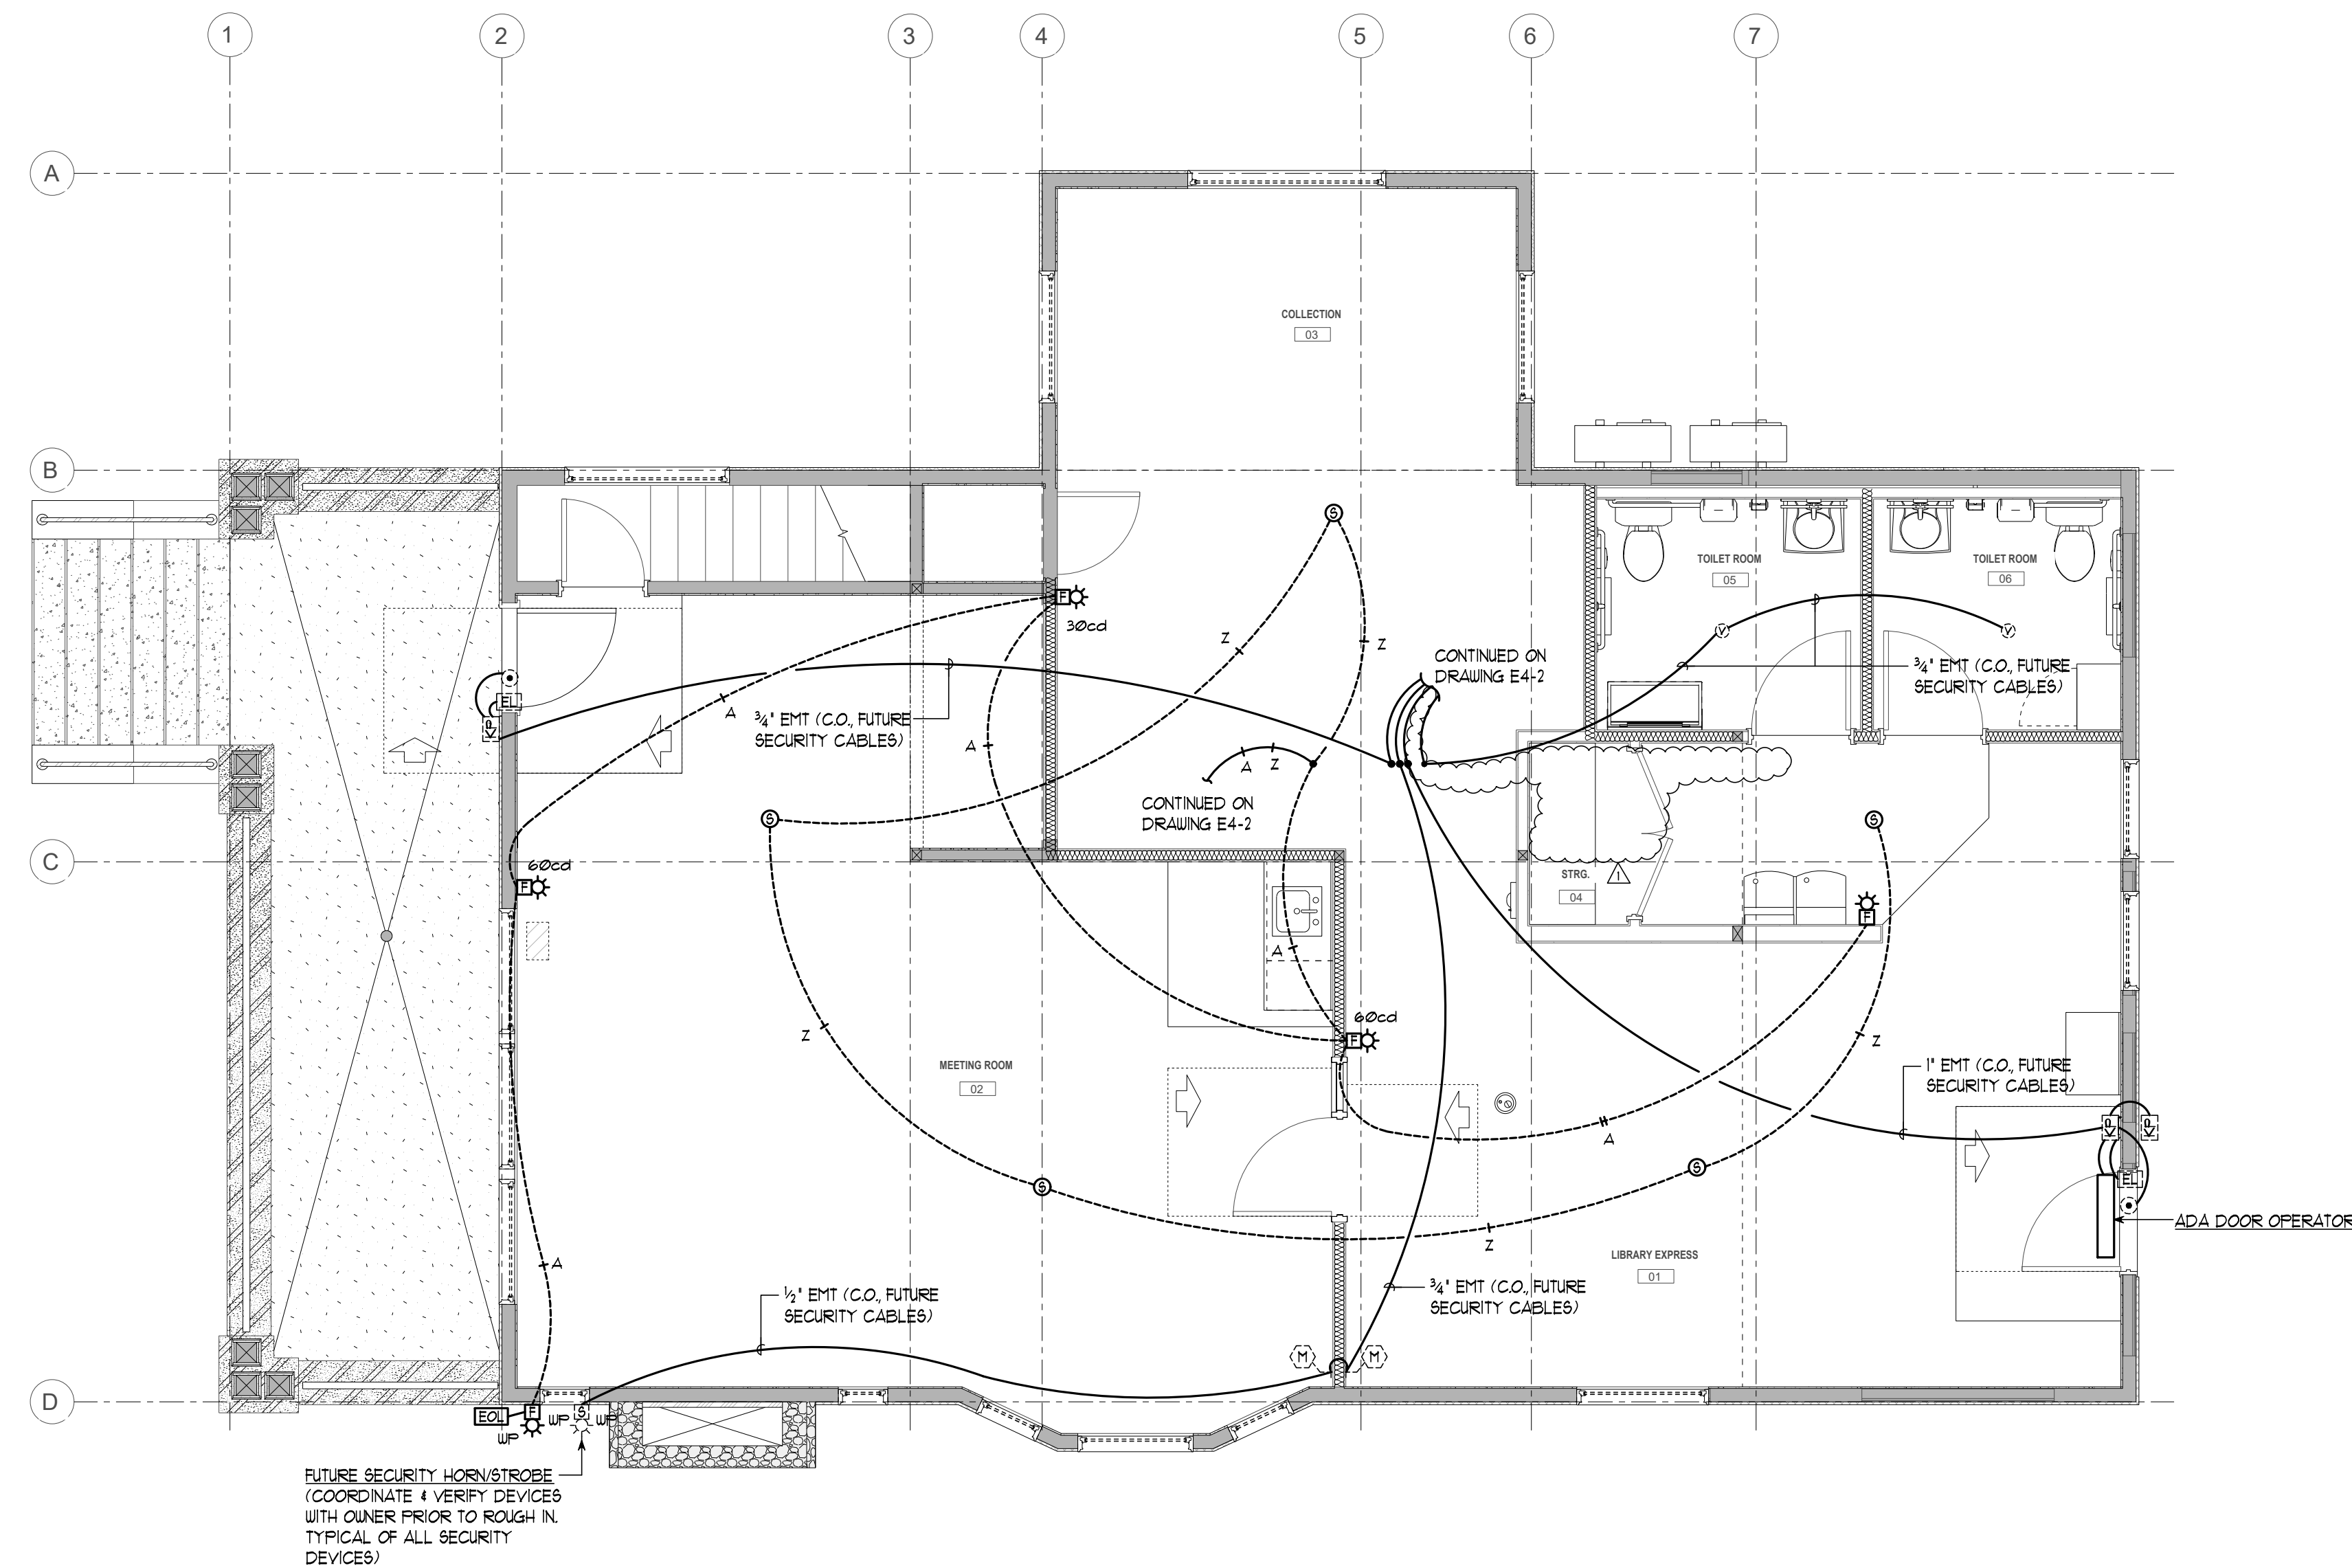 1
2
3
4
5
6
7
A
B
C
D
COLLECTION
03
TOILET ROOM
05
TOILET ROOM
06
S
F
30cd
Z
Z
CONTINUED ON
DRAWING E4-2
V
V
3/4" EMT (C.O., FUTURE
SECURITY CABLES)
EL
A
3/4" EMT (C.O., FUTURE
SECURITY CABLES)
A
A
Z
CONTINUED ON
DRAWING E4-2
S
S
60cd
F
STRG.
04
1
F
A
Z
60cd
F
Z
MEETING ROOM
02
1" EMT (C.O., FUTURE
SECURITY CABLES)
A
S
S
EL
ADA DOOR OPERATOR
Z
LIBRARY EXPRESS
01
A
1/2" EMT (C.O., FUTURE
SECURITY CABLES)
3/4" EMT (C.O., FUTURE
SECURITY CABLES)
M
M
EOL
F
WP
S
WP
WP
FUTURE SECURITY HORN/STROBE
(COORDINATE & VERIFY DEVICES
WITH OWNER PRIOR TO ROUGH IN.
TYPICAL OF ALL SECURITY
DEVICES)